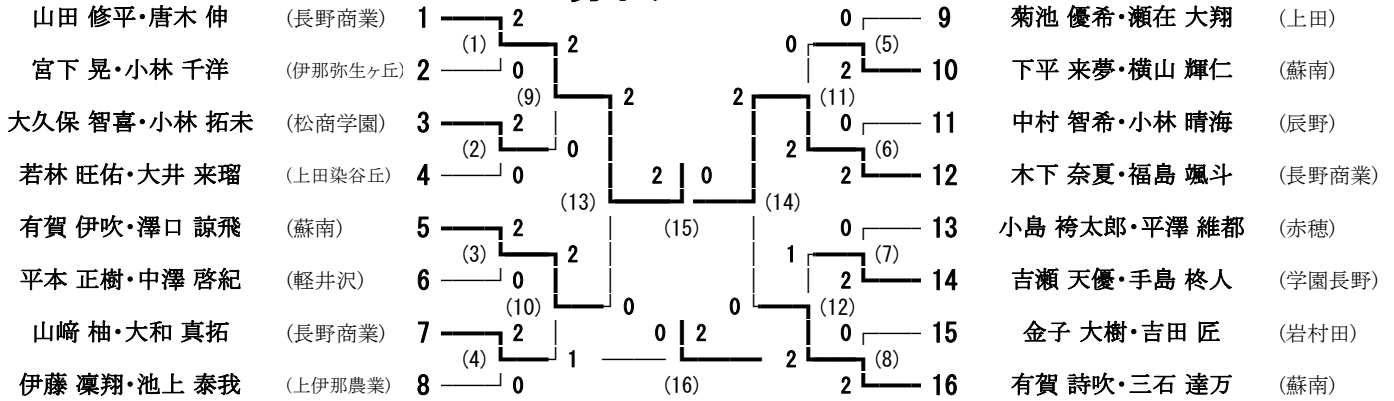 山田 修平・唐木 伸 (長野商業) 1 2 0 9 菊池 優希・瀬在 大翔 (上田)
(1) 2 0 (5)
宮下 晃・小林 千洋 (伊那弥生ヶ丘) 2 0 2 10 下平 来夢・横山 輝仁 (蘇南)
(9) 2 2 (11)
大久保 智喜・小林 拓未 (松商学園) 3 2 0 11 中村 智希・小林 晴海 (辰野)
(2) 0 2 (6)
若林 旺佑・大井 来瑠 (上田染谷丘) 4 0 2 0 2 12 木下 奈夏・福島 颯斗 (長野商業)
(13) (15) (14)
有賀 伊吹・澤口 諒飛 (蘇南) 5 2 0 13 小島 袴太郎・平澤 維都 (赤穂)
(3) 2 1 (7)
平本 正樹・中澤 啓紀 (軽井沢) 6 0 2 14 吉瀬 天優・手島 柊人 (学園長野)
(10) 0 0 (12)
山﨑 柚・大和 真拓 (長野商業) 7 2 0 2 0 15 金子 大樹・吉田 匠 (岩村田)
(4) 1 2 (8)
伊藤 凜翔・池上 泰我 (上伊那農業) 8 0 (16) 2 16 有賀 詩吹・三石 達万 (蘇南)